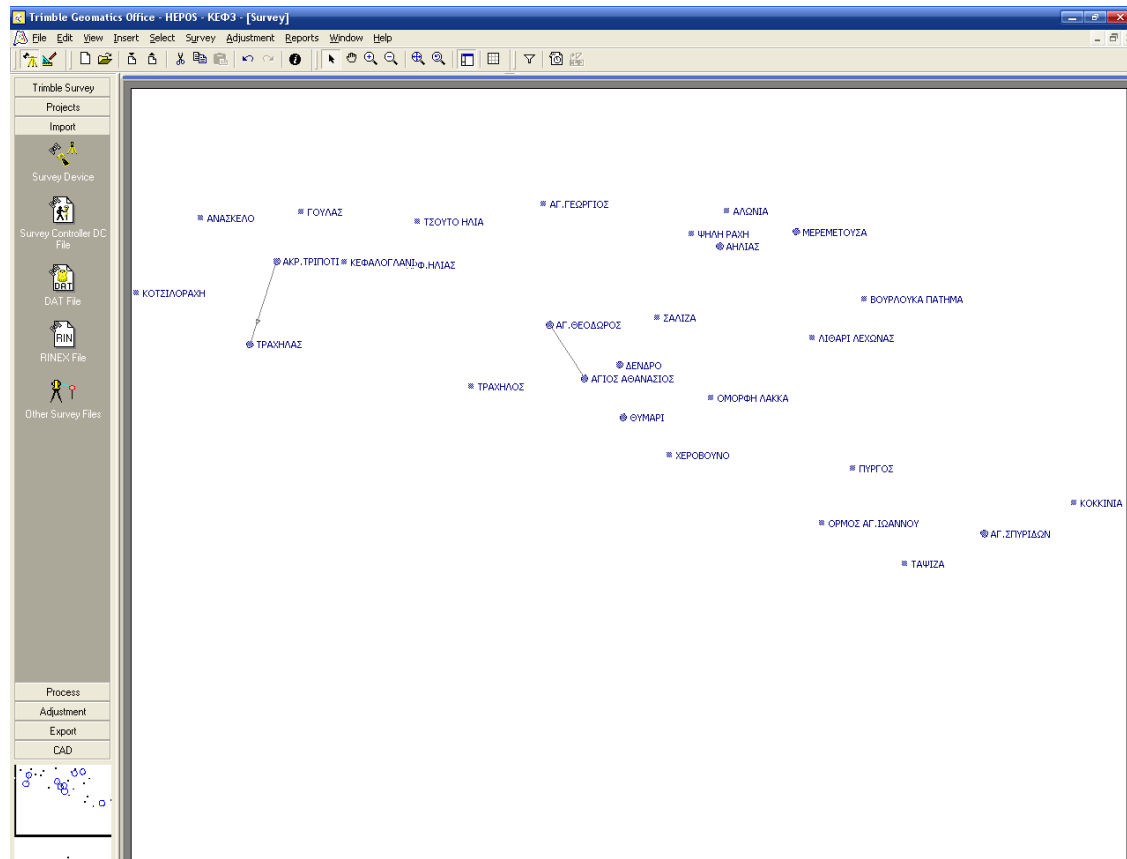 Trimble Geomatics Office - HEPOS - ΚΕΦ3 - [Survey]
File Edit View Insert Select Survey Adjustment Reports Window Help
Trimble Survey
Projects
Import
Survey Device
Survey Controller DC
File
DAT
DAT File
RIN
RINEX File
Other Survey Files
Process
Adjustment
Export
CAD
ΑΓ.ΓΕΩΡΓΙΟΣ
ΓΟΥΛΑΣ
ΑΛΩΝΙΑ
ΑΝΑΣΚΕΛΟ
ΤΣΟΥΤΟ ΗΛΙΑ
ΨΗΛΗ ΡΑΧΗ
ΜΕΡΕΜΕΤΟΥΣΑ
ΑΗΛΙΑΣ
ΑΚΡ.ΤΡΙΠΟΤΙ
ΚΕΦΑΛΟΓΛΑΝΙ
Φ.ΗΛΙΑΣ
ΚΟΤΣΙΛΟΡΑΧΗ
ΒΟΥΡΛΟΥΚΑ ΠΑΤΗΜΑ
ΣΑΛΙΖΑ
ΑΓ.ΘΕΟΔΩΡΟΣ
ΛΙΘΑΡΙ ΛΕΧΩΝΑΣ
ΤΡΑΧΗΛΑΣ
ΔΕΝΔΡΟ
ΑΓΙΟΣ ΑΘΑΝΑΣΙΟΣ
ΤΡΑΧΗΛΟΣ
ΟΜΟΡΦΗ ΛΑΚΚΑ
ΘΥΜΑΡΙ
ΧΕΡΟΒΟΥΝΟ
ΠΥΡΓΟΣ
ΚΟΚΚΙΝΙΑ
ΟΡΜΟΣ ΑΓ.ΙΩΑΝΝΟΥ
ΑΓ.ΣΠΥΡΙΔΩΝ
ΤΑΨΙΖΑ